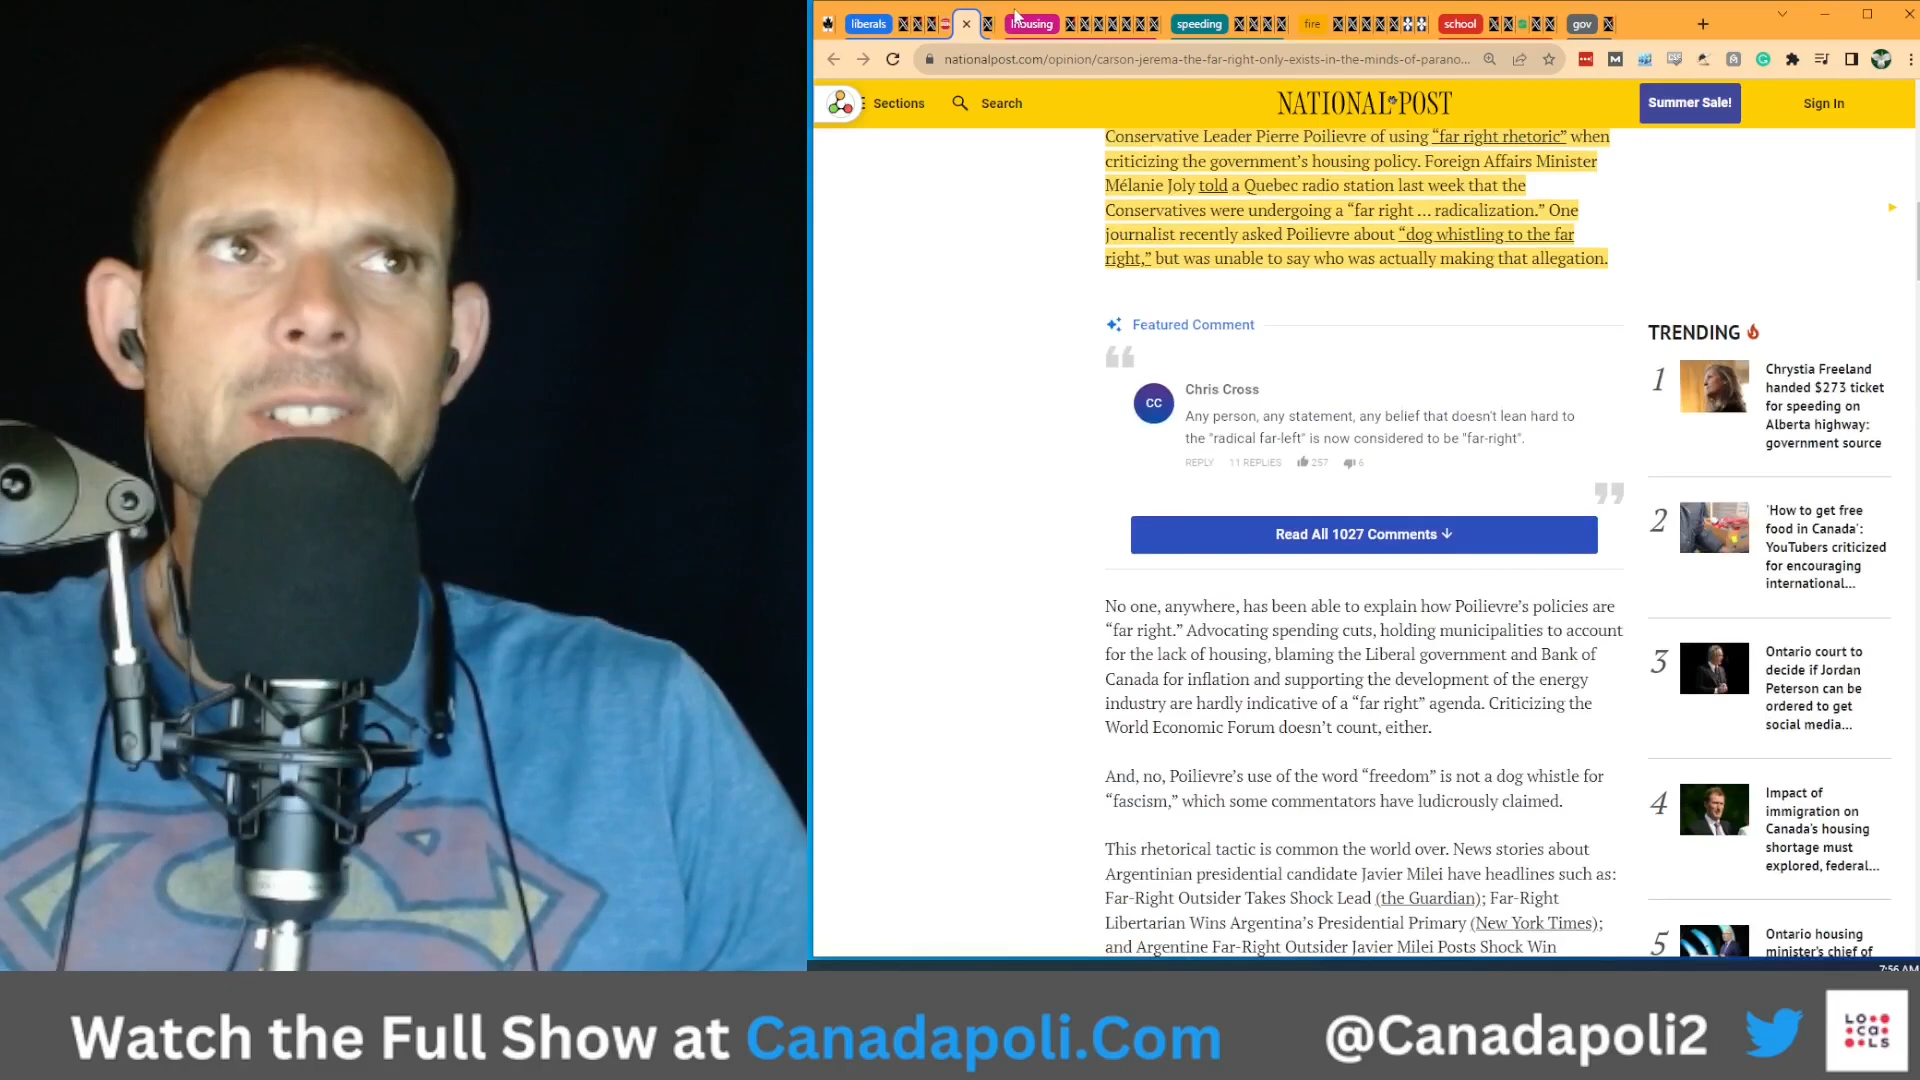 liberals
housing
speeding
fire
school
gov
nationalpost.com/opinion/carson-jerema-the-far-right-only-exists-in-the-minds-of-parano...
Sections
Search
NATIONAL POST
Summer Sale!
Sign In
Conservative Leader Pierre Poilievre of using “far right rhetoric” when
criticizing the government’s housing policy. Foreign Affairs Minister
Mélanie Joly told a Quebec radio station last week that the
Conservatives were undergoing a “far right … radicalization.” One
journalist recently asked Poilievre about “dog whistling to the far
right,” but was unable to say who was actually making that allegation.
Featured Comment
CC
Chris Cross
Any person, any statement, any belief that doesn't lean hard to
the "radical far-left" is now considered to be "far-right".
REPLY 11 REPLIES 257 6
Read All 1027 Comments ↓
No one, anywhere, has been able to explain how Poilievre’s policies are
“far right.” Advocating spending cuts, holding municipalities to account
for the lack of housing, blaming the Liberal government and Bank of
Canada for inflation and supporting the development of the energy
industry are hardly indicative of a “far right” agenda. Criticizing the
World Economic Forum doesn’t count, either.
And, no, Poilievre’s use of the word “freedom” is not a dog whistle for
“fascism,” which some commentators have ludicrously claimed.
This rhetorical tactic is common the world over. News stories about
Argentinian presidential candidate Javier Milei have headlines such as:
Far-Right Outsider Takes Shock Lead (the Guardian); Far-Right
Libertarian Wins Argentina’s Presidential Primary (New York Times);
and Argentine Far-Right Outsider Javier Milei Posts Shock Win
TRENDING
1
Chrystia Freeland
handed $273 ticket
for speeding on
Alberta highway:
government source
2
'How to get free
food in Canada':
YouTubers criticized
for encouraging
international...
3
Ontario court to
decide if Jordan
Peterson can be
ordered to get
social media...
4
Impact of
immigration on
Canada's housing
shortage must
explored, federal...
5
Ontario housing
minister's chief of
7:56 AM
Watch the Full Show at Canadapoli.Com
@Canadapoli2
LO
ca
LS